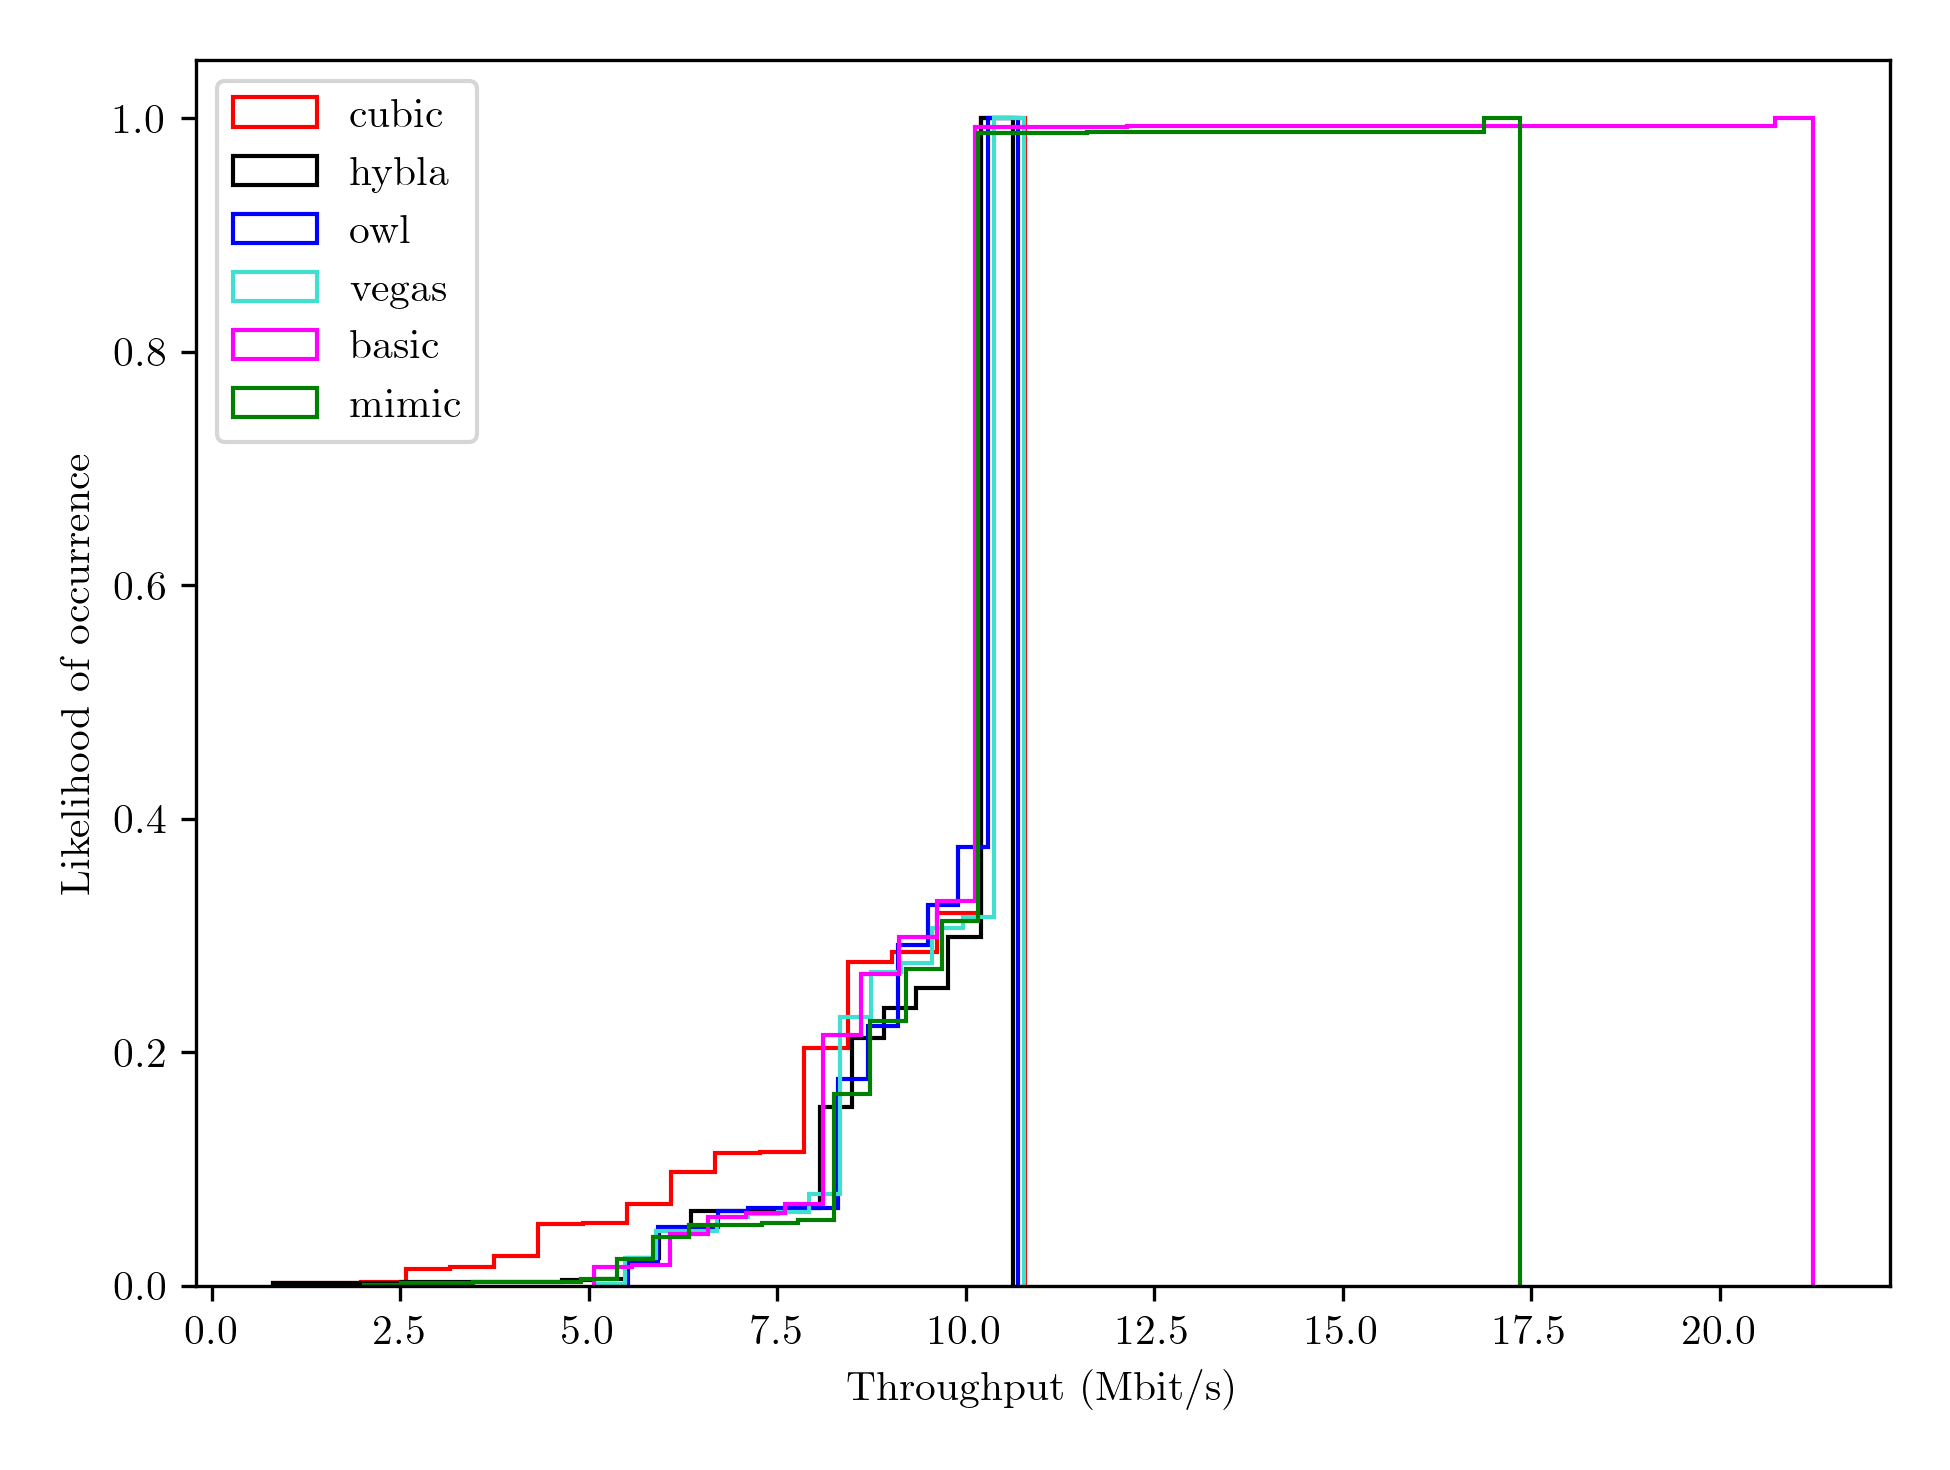 cubic
hybla
owl
vegas
basic
mimic
1.0
0.8
0.6
0.4
0.2
0.0
Likelihood of occurrence
0.0 2.5 5.0 7.5 10.0 12.5 15.0 17.5 20.0
Throughput (Mbit/s)